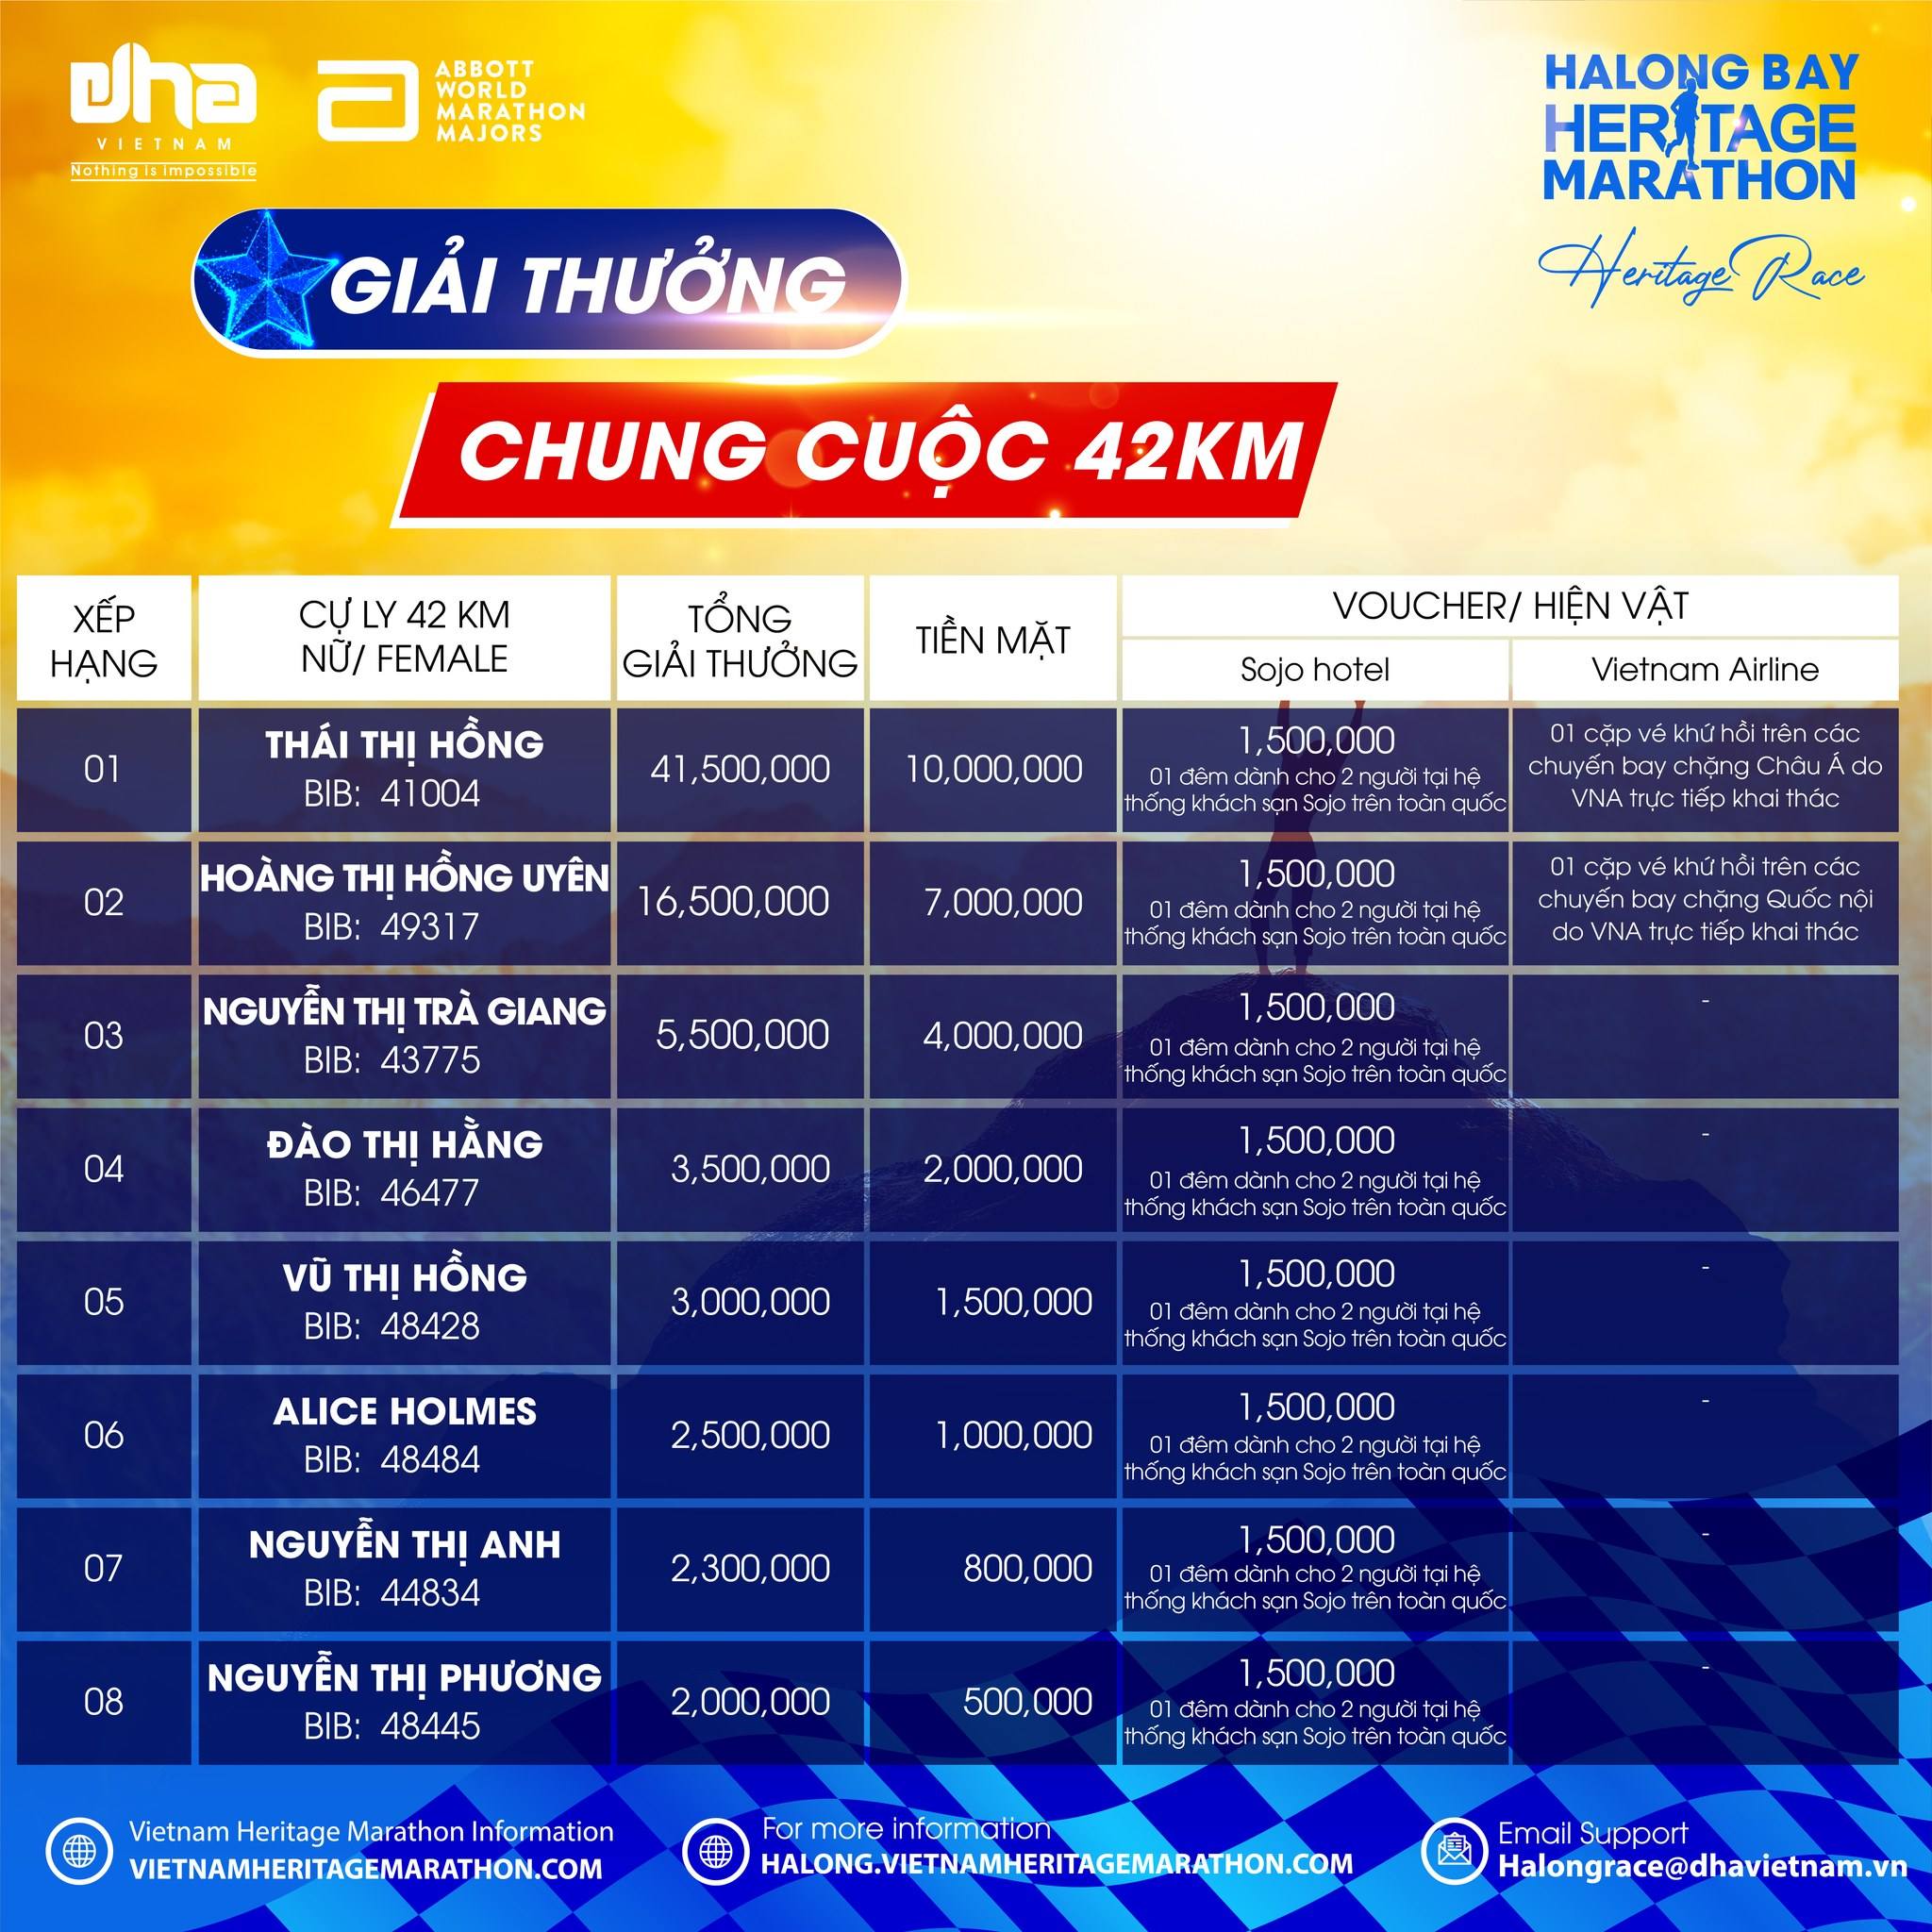 dha
VIETNAM
Nothing is impossible
ABBOTT
WORLD
MARATHON
MAJORS
HALONG BAY
HERITAGE
MARATHON
Heritage Race
GIẢI THƯỞNG
CHUNG CUỘC 42KM
XẾP
HẠNG
CỰ LY 42 KM
NỮ/ FEMALE
TỔNG
GIẢI THƯỞNG
TIỀN MẶT
VOUCHER/ HIỆN VẬT
Sojo hotel
Vietnam Airline
01
THÁI THỊ HỒNG
BIB: 41004
41,500,000
10,000,000
1,500,000
01 đêm dành cho 2 người tại hệ
thống khách sạn Sojo trên toàn quốc
01 cặp vé khứ hồi trên các
chuyến bay chặng Châu Á do
VNA trực tiếp khai thác
02
HOÀNG THỊ HỒNG UYÊN
BIB: 49317
16,500,000
7,000,000
1,500,000
01 đêm dành cho 2 người tại hệ
thống khách sạn Sojo trên toàn quốc
01 cặp vé khứ hồi trên các
chuyến bay chặng Quốc nội
do VNA trực tiếp khai thác
03
NGUYỄN THỊ TRÀ GIANG
BIB: 43775
5,500,000
4,000,000
1,500,000
01 đêm dành cho 2 người tại hệ
thống khách sạn Sojo trên toàn quốc
-
04
ĐÀO THỊ HẰNG
BIB: 46477
3,500,000
2,000,000
1,500,000
01 đêm dành cho 2 người tại hệ
thống khách sạn Sojo trên toàn quốc
-
05
VŨ THỊ HỒNG
BIB: 48428
3,000,000
1,500,000
1,500,000
01 đêm dành cho 2 người tại hệ
thống khách sạn Sojo trên toàn quốc
-
06
ALICE HOLMES
BIB: 48484
2,500,000
1,000,000
1,500,000
01 đêm dành cho 2 người tại hệ
thống khách sạn Sojo trên toàn quốc
-
07
NGUYỄN THỊ ANH
BIB: 44834
2,300,000
800,000
1,500,000
01 đêm dành cho 2 người tại hệ
thống khách sạn Sojo trên toàn quốc
-
08
NGUYỄN THỊ PHƯƠNG
BIB: 48445
2,000,000
500,000
1,500,000
01 đêm dành cho 2 người tại hệ
thống khách sạn Sojo trên toàn quốc
-
Vietnam Heritage Marathon Information
VIETNAMHERITAGEMARATHON.COM
For more information
HALONG.VIETNAMHERITAGEMARATHON.COM
Email Support
Halongrace@dhavietnam.vn